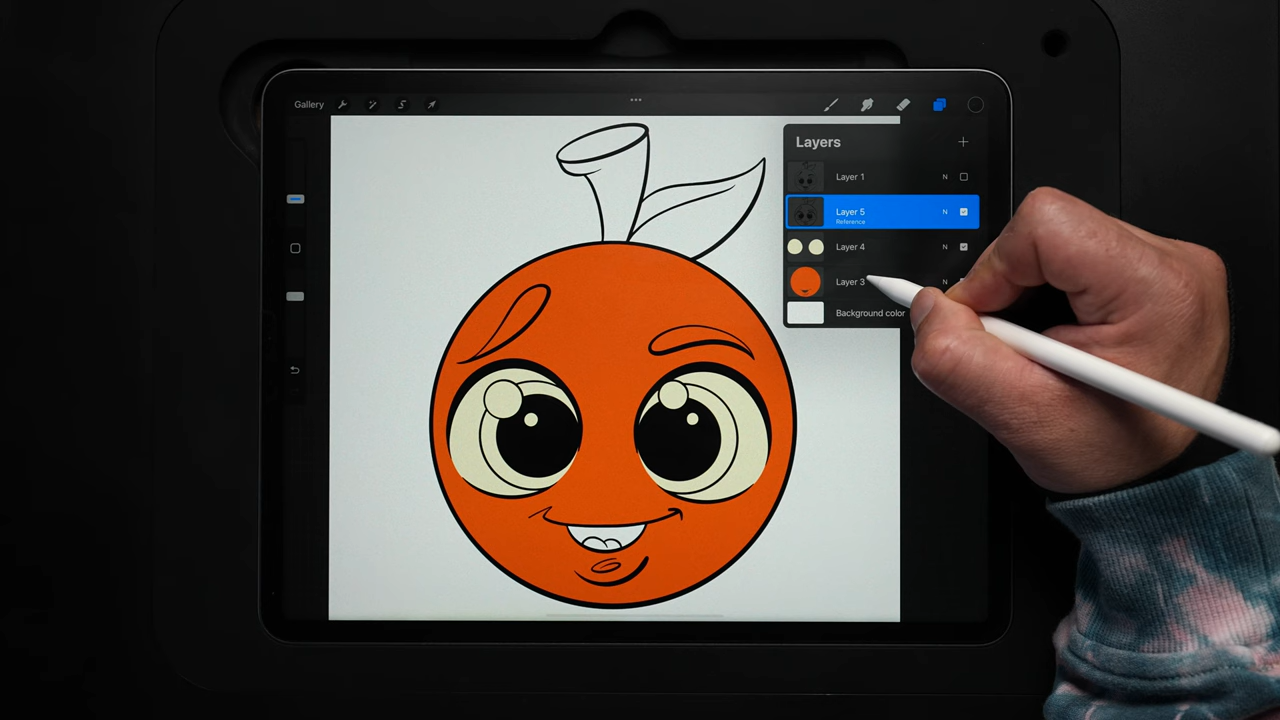 Gallery
Layers
Layer 1 N
Layer 5 N
Reference
Layer 4 N
Layer 3 N
Background color